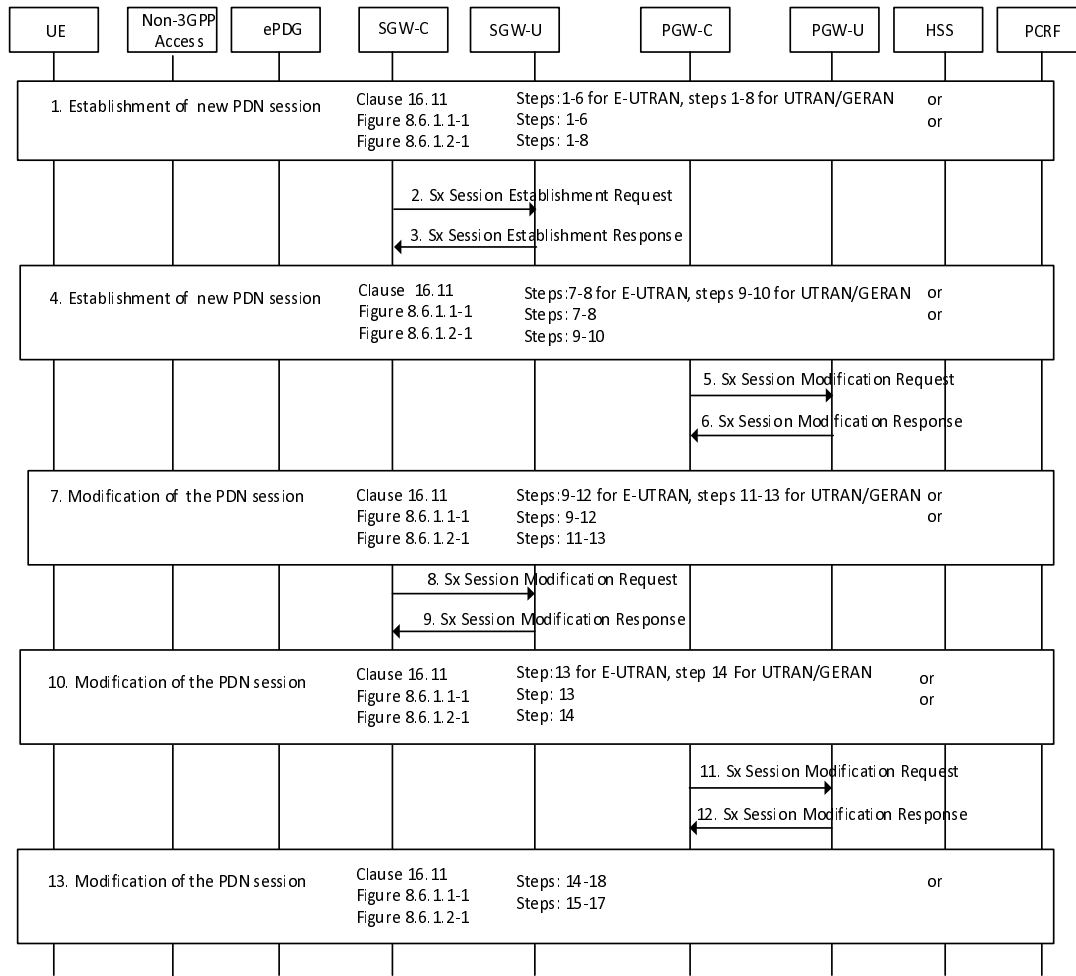 UE
Non-3GPP
Access
ePDG
SGW-C
SGW-U
PGW-C
PGW-U
HSS
PCRF
1. Establishment of new PDN session
Clause 16.11 Steps:1-6 for E-UTRAN, steps 1-8 for UTRAN/GERAN or
Figure 8.6.1.1-1 Steps: 1-6 or
Figure 8.6.1.2-1 Steps: 1-8
2. Sx Session Establishment Request
3. Sx Session Establishment Response
4. Establishment of new PDN session
Clause 16.11 Steps:7-8 for E-UTRAN, steps 9-10 for UTRAN/GERAN or
Figure 8.6.1.1-1 Steps: 7-8 or
Figure 8.6.1.2-1 Steps: 9-10
5. Sx Session Modification Request
6. Sx Session Modification Response
7. Modification of the PDN session
Clause 16.11 Steps:9-12 for E-UTRAN, steps 11-13 for UTRAN/GERAN or
Figure 8.6.1.1-1 Steps: 9-12 or
Figure 8.6.1.2-1 Steps: 11-13
8. Sx Session Modification Request
9. Sx Session Modification Response
10. Modification of the PDN session
Clause 16.11 Step:13 for E-UTRAN, step 14 For UTRAN/GERAN or
Figure 8.6.1.1-1 Step: 13 or
Figure 8.6.1.2-1 Step: 14
11. Sx Session Modification Request
12. Sx Session Modification Response
13. Modification of the PDN session
Clause 16.11 Steps: 14-18 or
Figure 8.6.1.1-1 Steps: 15-17
Figure 8.6.1.2-1